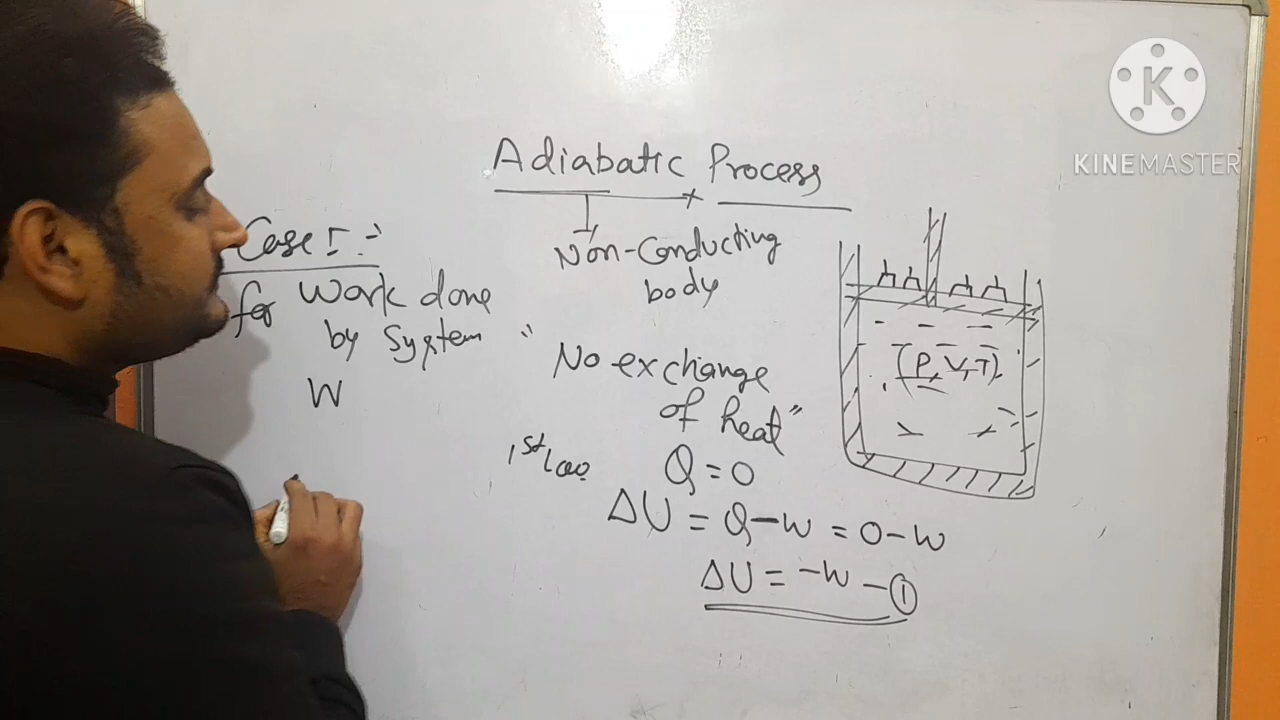 Adiabatic Process
Non-Conducting
body
Case I :-
for Work done
by System
W
"No exchange
of heat"
1st law
Q = 0
ΔU = Q - W = 0 - W
ΔU = -W - ①
(P, V, T)
K
KINEMASTER